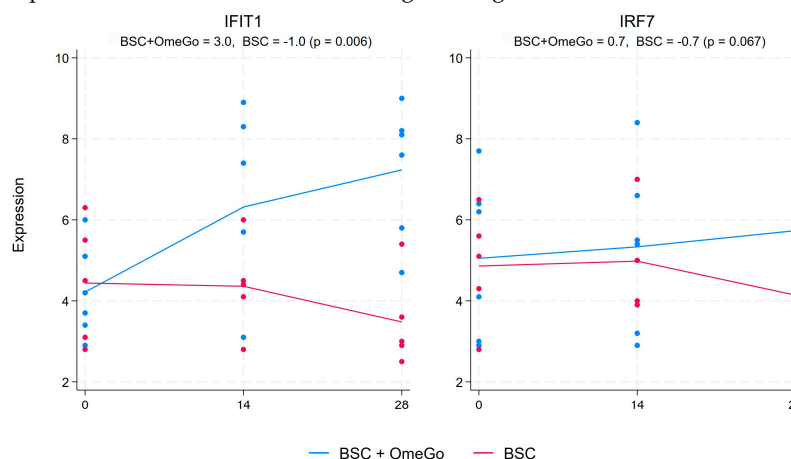 IFIT1
BSC+OmeGo = 3.0, BSC = -1.0 (p = 0.006)
IRF7
BSC+OmeGo = 0.7, BSC = -0.7 (p = 0.067)
Expression
10
8
6
4
2
0
14
28
10
8
6
4
2
0
14
BSC + OmeGo
BSC